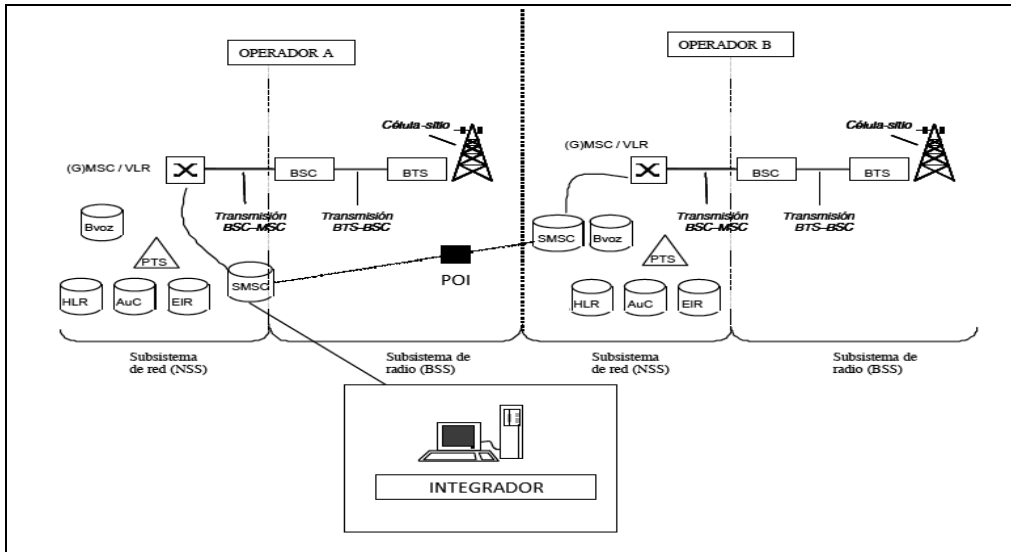 OPERADOR A
Célula-sitio
(G)MSC / VLR
BSC
BTS
Transmisión
BSC-MSC
Transmisión
BTS-BSC
Bvoz
PTS
SMSC
HLR
AuC
EIR
POI
Subsistema
de red (NSS)
Subsistema de
radio (BSS)
OPERADOR B
Célula-sitio
(G)MSC / VLR
BSC
BTS
Transmisión
BSC-MSC
Transmisión
BTS-BSC
SMSC
Bvoz
PTS
HLR
AuC
EIR
Subsistema
de red (NSS)
Subsistema de
radio (BSS)
INTEGRADOR